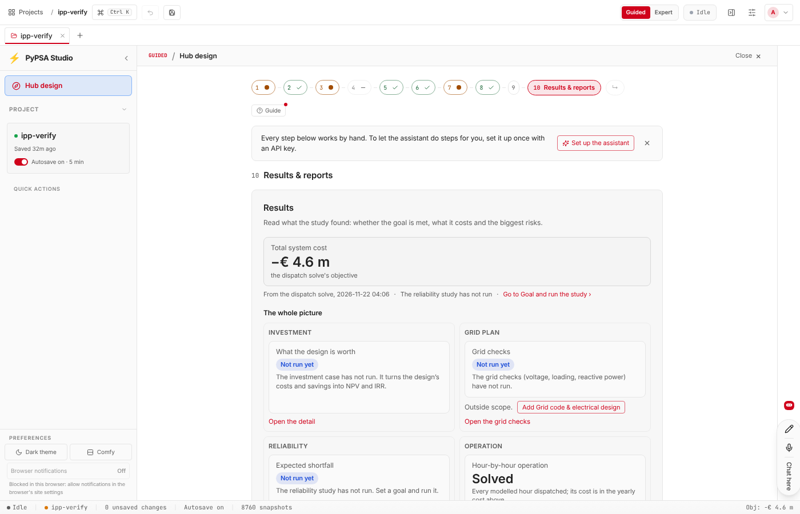 Projects / ipp-verify
Ctrl K
Guided Expert
Idle
A
ipp-verify
PyPSA Studio
Hub design
PROJECT
ipp-verify
Saved 32m ago
Autosave on · 5 min
QUICK ACTIONS
PREFERENCES
Dark theme
Comfy
Browser notifications Off
Blocked in this browser: allow notifications in the
browser's site settings
GUIDED / Hub design
Close
1 2 3 4 5 6 7 8 9 10 Results & reports
Guide
Every step below works by hand. To let the assistant do steps for you, set it up once with
an API key.
Set up the assistant
10 Results & reports
Results
Read what the study found: whether the goal is met, what it costs and the biggest risks.
Total system cost
−€ 4.6 m
the dispatch solve's objective
From the dispatch solve, 2026-11-22 04:06 · The reliability study has not run · Go to Goal and run the study ›
The whole picture
INVESTMENT
What the design is worth
Not run yet
The investment case has not run. It turns the design's
costs and savings into NPV and IRR.
Open the detail
GRID PLAN
Grid checks
Not run yet
The grid checks (voltage, loading, reactive power)
have not run.
Outside scope. Add Grid code & electrical design
Open the grid checks
RELIABILITY
Expected shortfall
Not run yet
The reliability study has not run. Set a goal and run it.
OPERATION
Hour-by-hour operation
Solved
Every modelled hour dispatched; its cost is in the yearly
Chat here
Idle ipp-verify 0 unsaved changes Autosave on 8760 snapshots
Obj: −€ 4.6 m